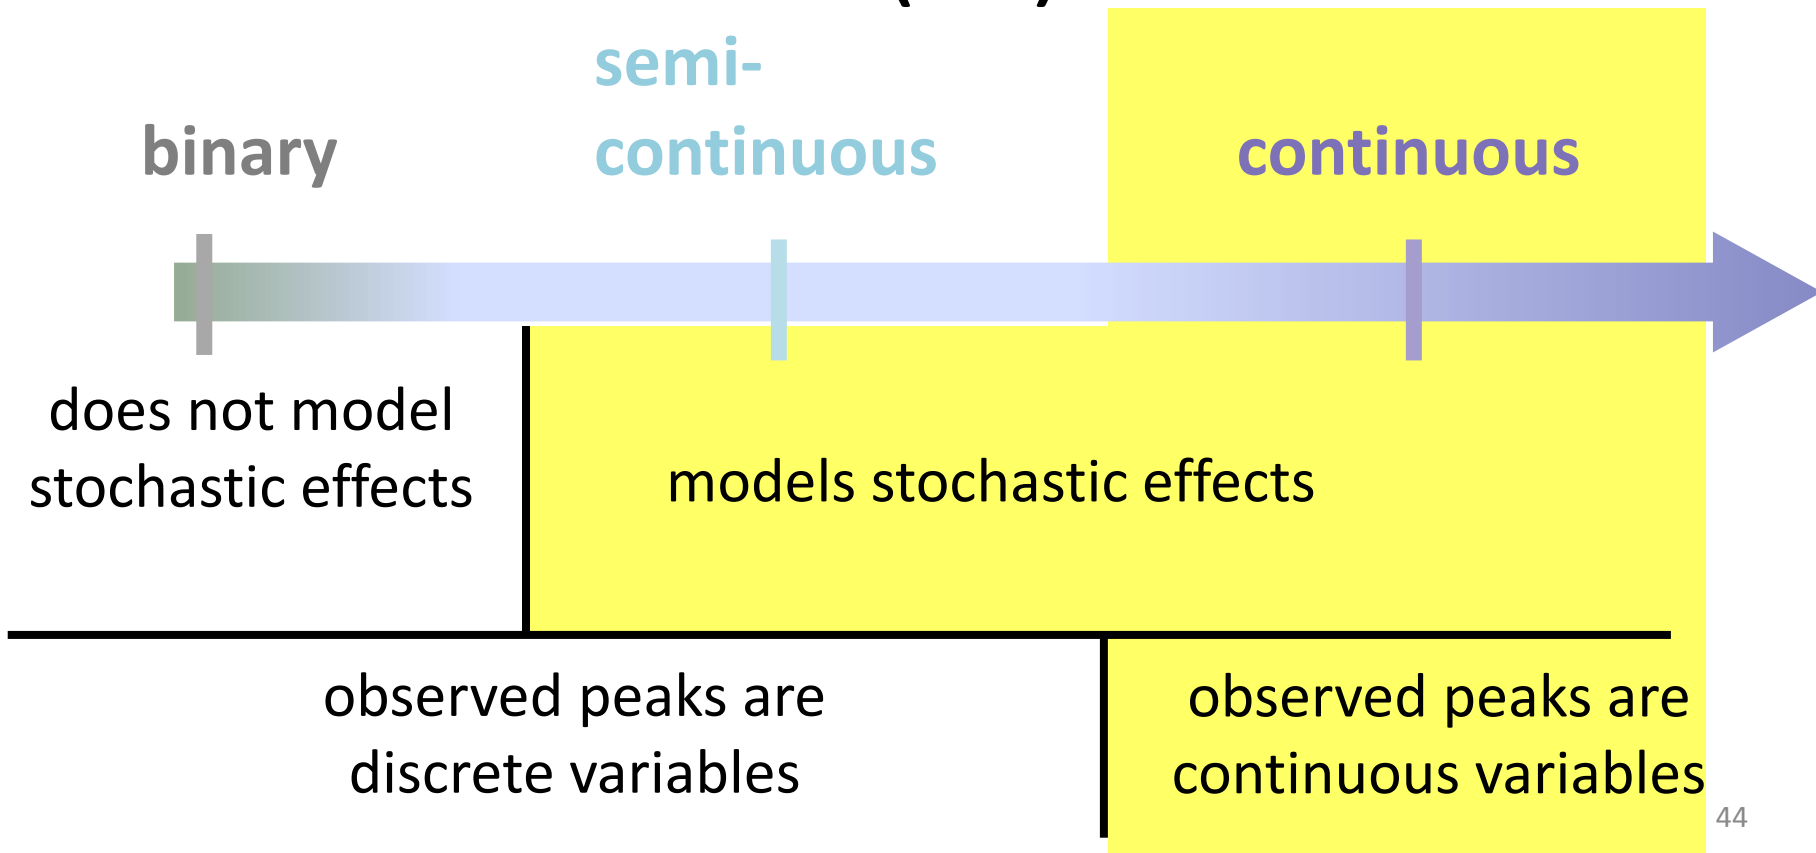 semi-
binary continuous continuous
does not model
stochastic effects
models stochastic effects
observed peaks are
discrete variables
observed peaks are
continuous variables
44